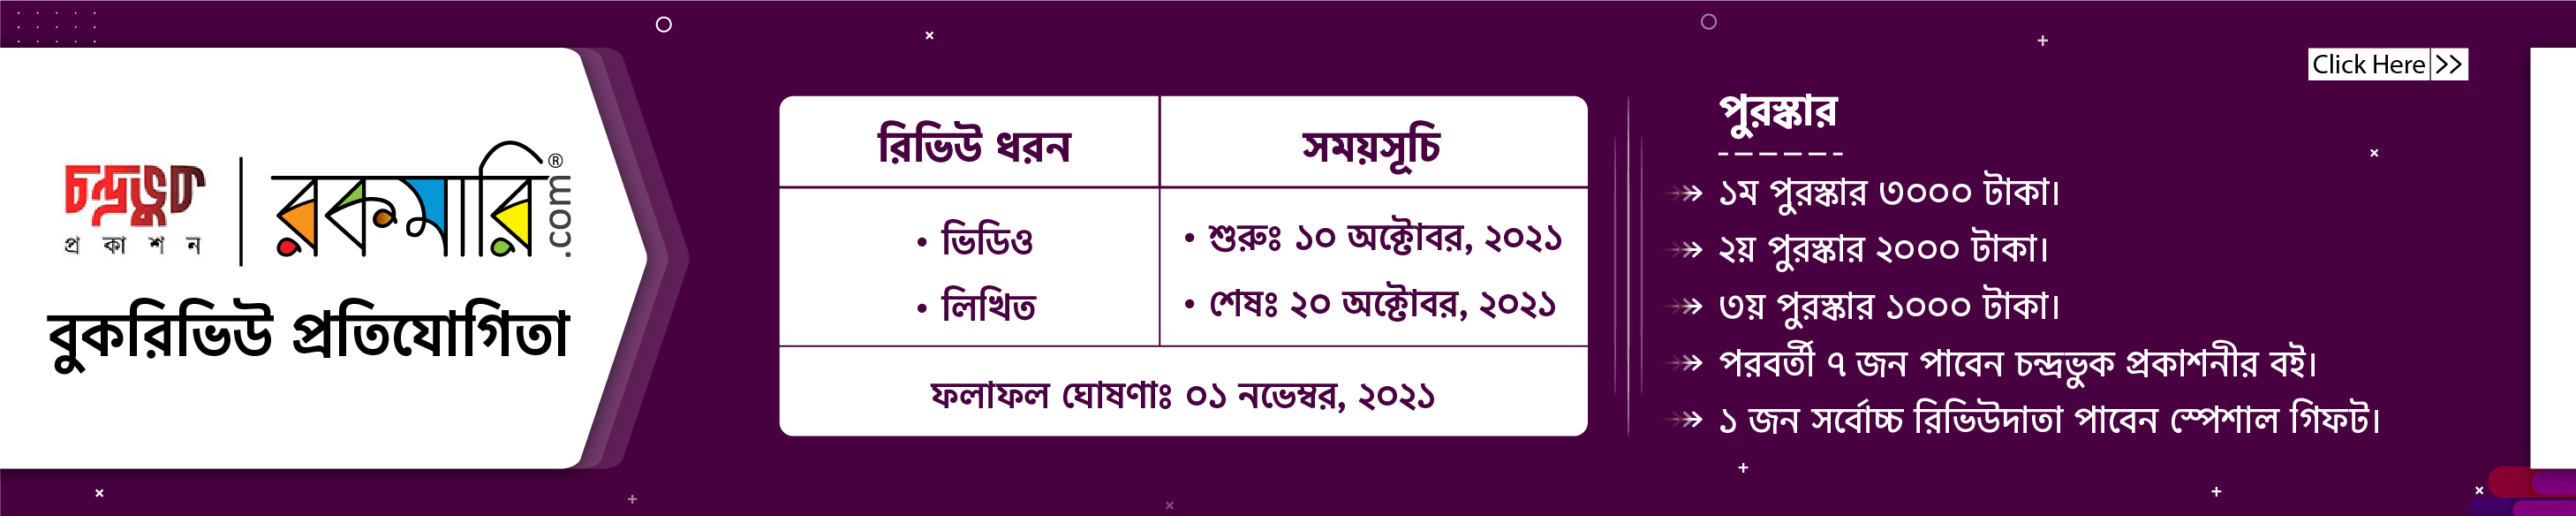 চন্দ্রভুক
প্রকাশন
রকমারি.com®
বুকরিভিউ প্রতিযোগিতা
রিভিউ ধরন
• ভিডিও
• লিখিত
সময়সূচি
• শুরুঃ ১০ অক্টোবর, ২০২১
• শেষঃ ২০ অক্টোবর, ২০২১
ফলাফল ঘোষণাঃ ০১ নভেম্বর, ২০২১
Click Here >>
পুরস্কার
১ম পুরস্কার ৩০০০ টাকা।
২য় পুরস্কার ২০০০ টাকা।
৩য় পুরস্কার ১০০০ টাকা।
পরবর্তী ৭ জন পাবেন চন্দ্রভুক প্রকাশনীর বই।
১ জন সর্বোচ্চ রিভিউদাতা পাবেন স্পেশাল গিফট।